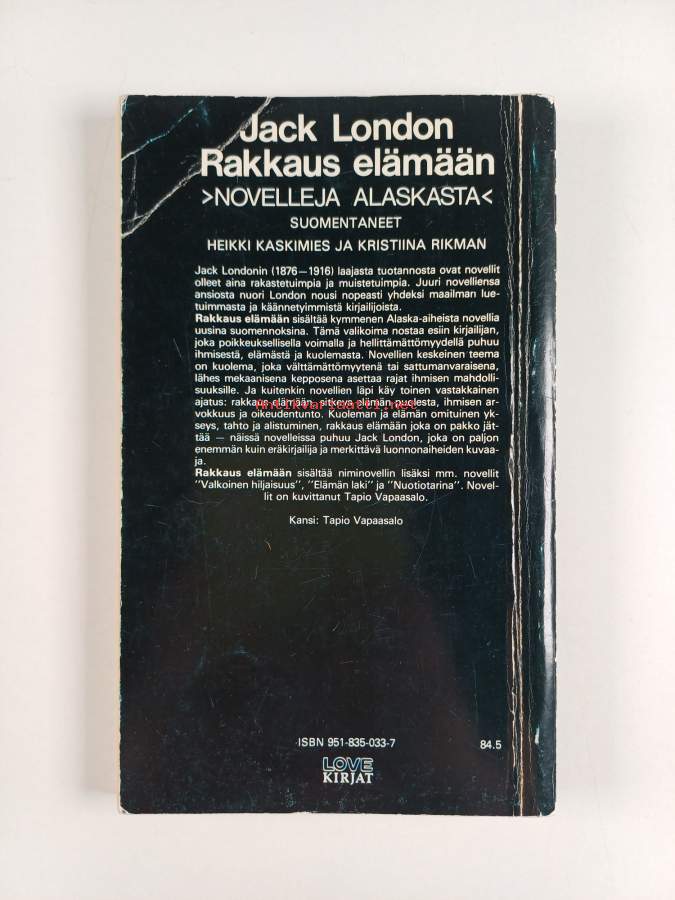 Jack London
Rakkaus elämään
>NOVELLEJA ALASKASTA<
SUOMENTANEET
HEIKKI KASKIMIES JA KRISTIINA RIKMAN
Jack Londonin (1876—1916) laajasta tuotannosta ovat novellit
olleet aina rakastetuimpia ja muistetuimpia. Juuri novelliensa
ansiosta nuori London nousi nopeasti yhdeksi maailman lue-
tuimmasta ja käännetyimmistä kirjailijoista.
Rakkaus elämään sisältää kymmenen Alaska-aiheista novellia
uusina suomennoksina. Tämä valikoima nostaa esiin kirjailijan,
joka poikkeuksellisella voimalla ja hellittämättömyydellä puhuu
ihmisestä, elämästä ja kuolemasta. Novellien keskeinen teema
on kuolema, joka välttämättömyytenä tai sattumanvaraisena,
lähes mekaanisena kepposena asettaa rajat ihmisen mahdolli-
suuksille. Ja kuitenkin novellien läpi käy toinen vastakkainen
ajatus: rakkaus elämään, sitkeys elämän puolesta, ihmisen ar-
vokkuus ja oikeudentunto. Kuoleman ja elämän omituinen yk-
seys, tahto ja alistuminen, rakkaus elämään joka on pakko jät-
tää — näissä novelleissa puhuu Jack London, joka on paljon
enemmän kuin eräkirjailija ja merkittävä luonnonaiheiden kuvaa-
ja.
Rakkaus elämään sisältää niminovellin lisäksi mm. novellit
"Valkoinen hiljaisuus", "Elämän laki" ja "Nuotiotarina". Novel-
lit on kuvittanut Tapio Vapaasalo.
Kansi: Tapio Vapaasalo
Antikvariaatti.net
ISBN 951-835-033-7
84.5
LOVE
KIRJAT